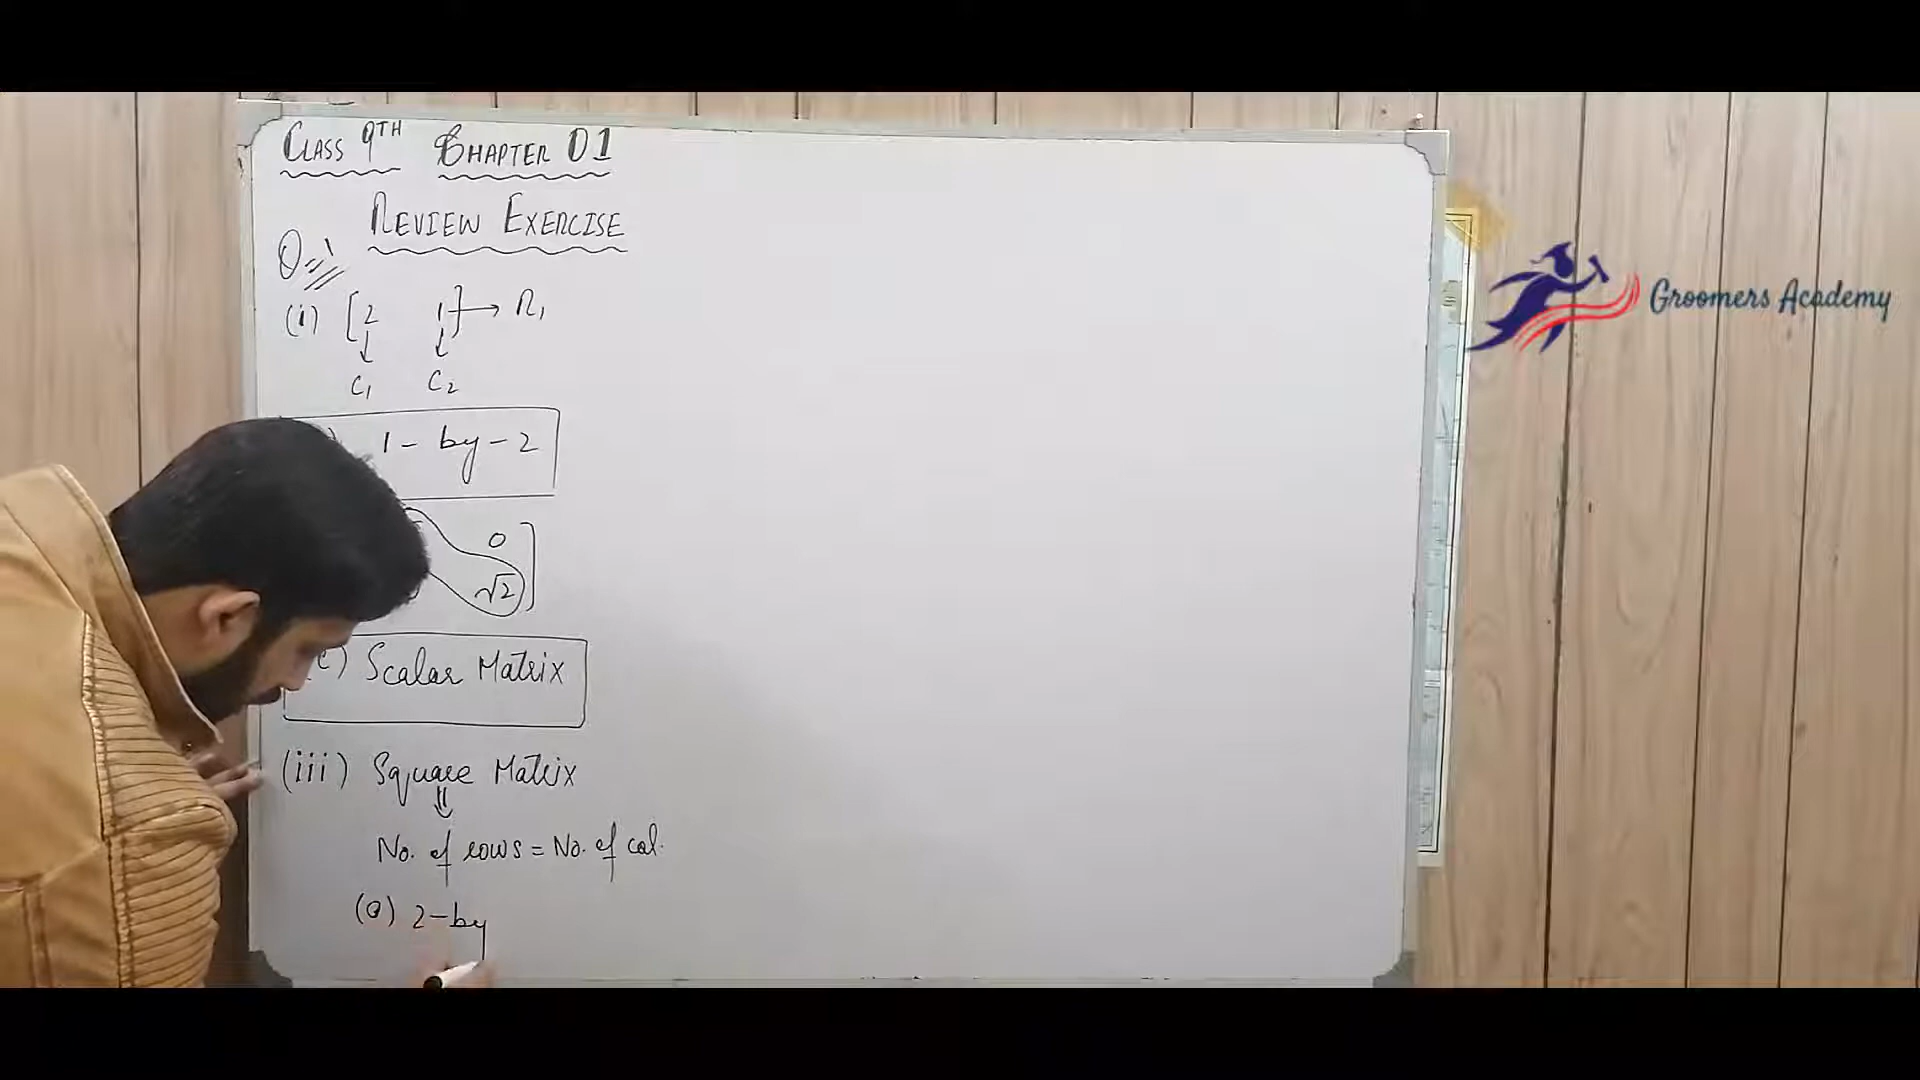 CLASS 9TH CHAPTER 01
REVIEW EXERCISE
Q=1
(i) [2 1] → R1
C1 C2
1 - by - 2
0
√2
c) Scalar Matrix
(iii) Square Matrix
No. of rows = No. of col.
(a) 2-by
Groomers Academy